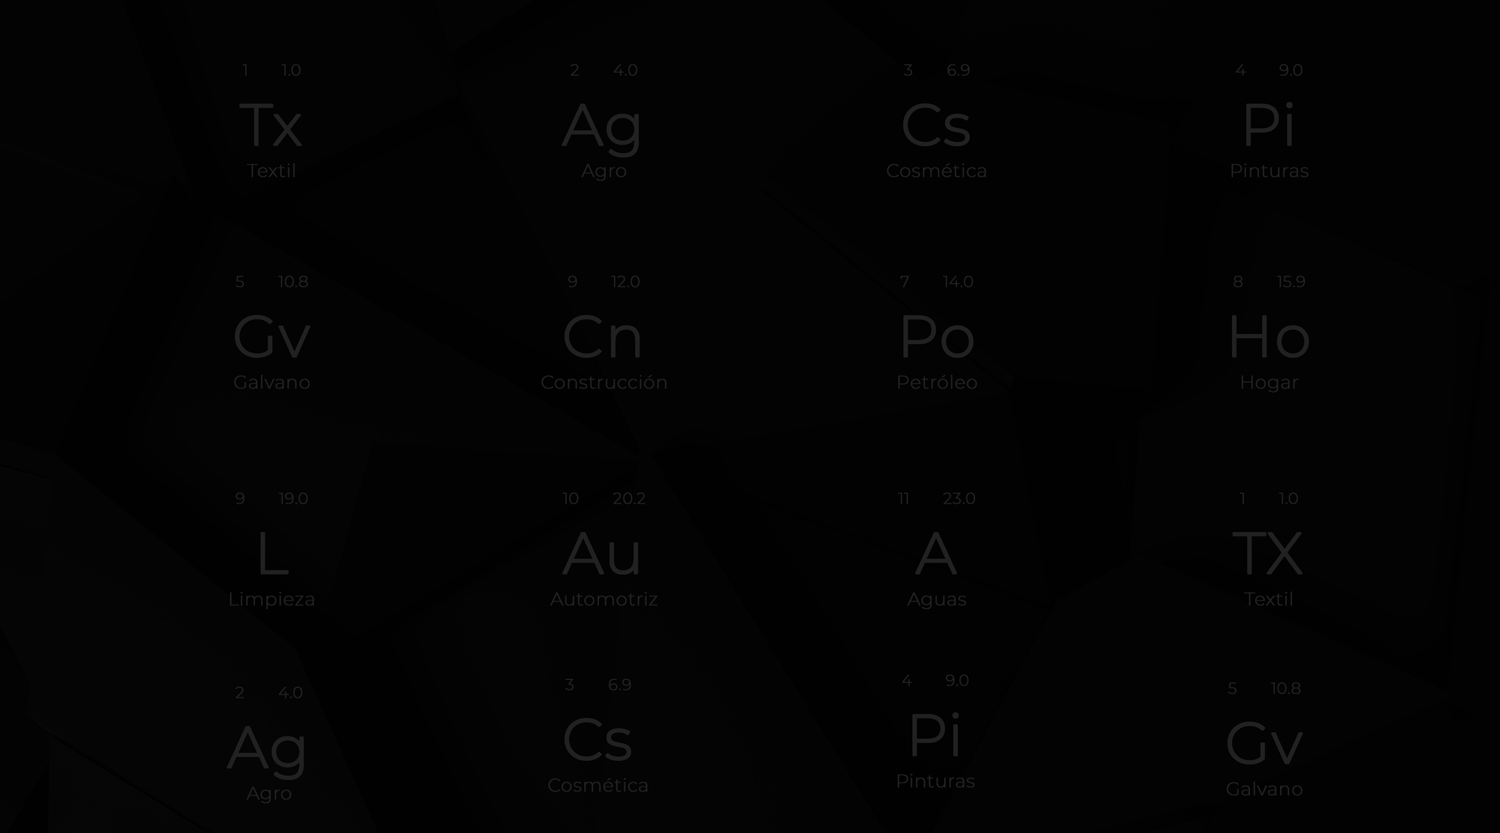 1 1.0
Tx
Textil
2 4.0
Ag
Agro
3 6.9
Cs
Cosmética
4 9.0
Pi
Pinturas
5 10.8
Gv
Galvano
9 12.0
Cn
Construcción
7 14.0
Po
Petróleo
8 15.9
Ho
Hogar
9 19.0
L
Limpieza
10 20.2
Au
Automotriz
11 23.0
A
Aguas
1 1.0
TX
Textil
2 4.0
Ag
Agro
3 6.9
Cs
Cosmética
4 9.0
Pi
Pinturas
5 10.8
Gv
Galvano